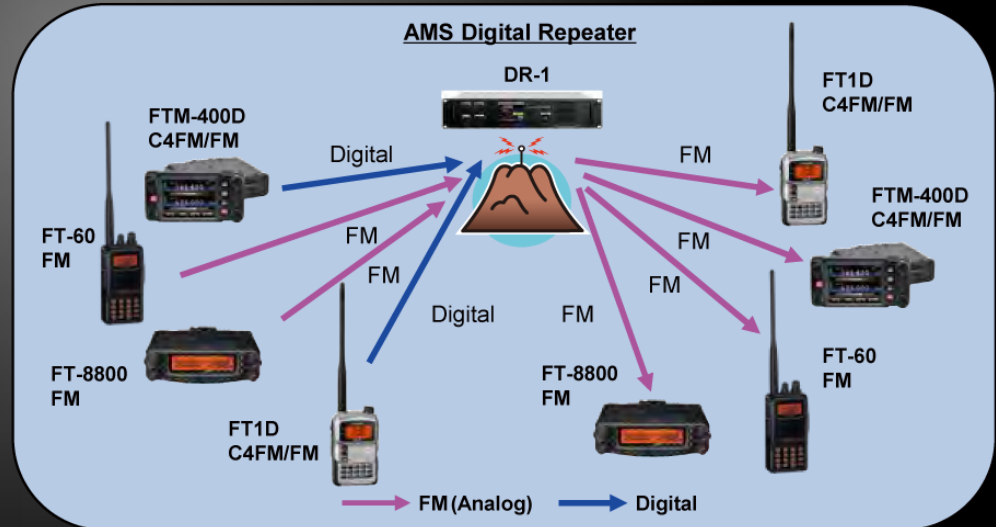 AMS Digital Repeater
DR-1
FT1D
C4FM/FM
FTM-400D
C4FM/FM
Digital
FM
FTM-400D
C4FM/FM
FT-60
FM
FM
FM
FM
FM
Digital
FM
FT-8800
FM
FT-8800
FM
FT-60
FM
FT1D
C4FM/FM
FM (Analog)
Digital